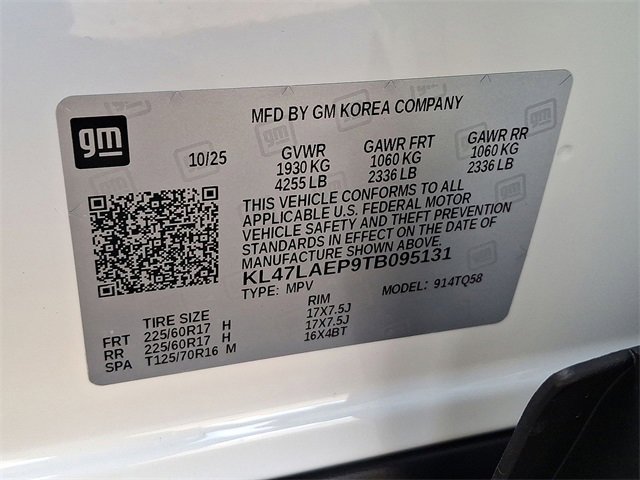 MFD BY GM KOREA COMPANY
gm
10/25 GVWR GAWR FRT GAWR RR
1930 KG 1060 KG 1060 KG
4255 LB 2336 LB 2336 LB
THIS VEHICLE CONFORMS TO ALL
APPLICABLE U.S. FEDERAL MOTOR
VEHICLE SAFETY AND THEFT PREVENTION
STANDARDS IN EFFECT ON THE DATE OF
MANUFACTURE SHOWN ABOVE.
KL47LAEP9TB095131
TYPE: MPV MODEL: 914TQ58
TIRE SIZE RIM
FRT 225/60R17 H 17X7.5J
RR 225/60R17 H 17X7.5J
SPA T125/70R16 M 16X4BT